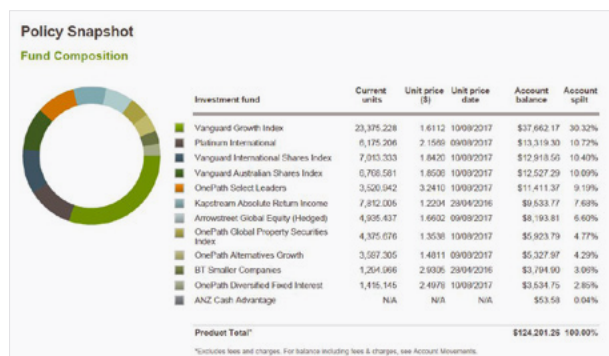 Policy Snapshot
Fund Composition
Investment fund Current units Unit price ($) Unit price date Account balance Account split
Vanguard Growth Index 23,375.228 1.6112 10/08/2017 $37,662.17 30.32%
Platinum International 6,175.206 2.1569 09/08/2017 $13,319.30 10.72%
Vanguard International Shares Index 7,013.333 1.8420 10/08/2017 $12,918.56 10.40%
Vanguard Australian Shares Index 6,768.581 1.8508 10/08/2017 $12,527.29 10.09%
OnePath Select Leaders 3,520.942 3.2410 10/08/2017 $11,411.37 9.19%
Kapstream Absolute Return Income 7,812.005 1.2204 28/04/2016 $9,533.77 7.68%
Arrowstreet Global Equity (Hedged) 4,935.437 1.6602 09/08/2017 $8,193.81 6.60%
OnePath Global Property Securities Index 4,375.676 1.3538 10/08/2017 $5,923.79 4.77%
OnePath Alternatives Growth 3,597.305 1.4811 09/08/2017 $5,327.97 4.29%
BT Smaller Companies 1,294.966 2.9305 28/04/2016 $3,794.90 3.06%
OnePath Diversified Fixed Interest 1,415.145 2.4978 10/08/2017 $3,534.75 2.85%
ANZ Cash Advantage N/A N/A N/A $53.58 0.04%
Product Total* $124,201.26 100.00%
*Excludes fees and charges. For balance including fees & charges, see Account Movements.